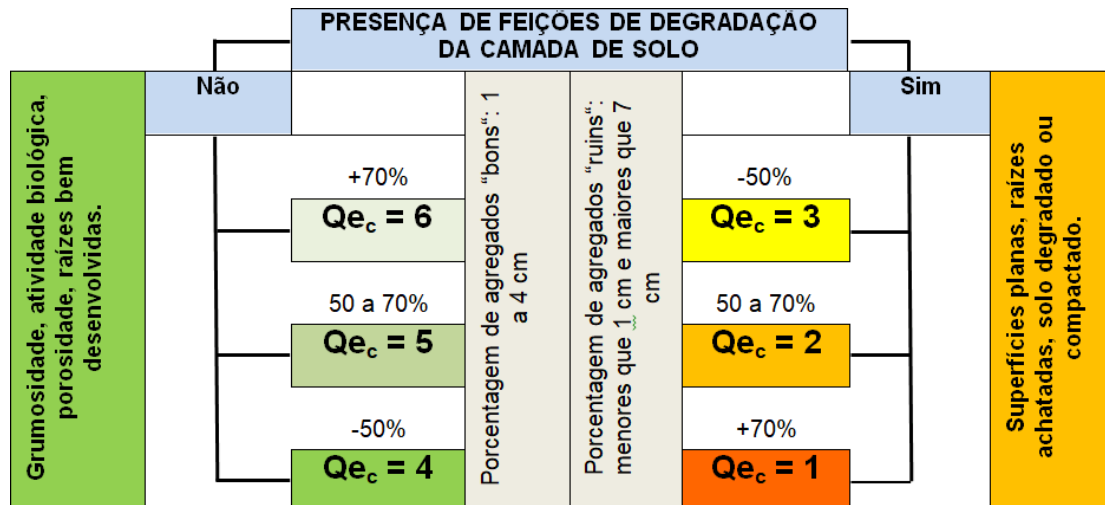 PRESENÇA DE FEIÇÕES DE DEGRADAÇÃO
DA CAMADA DE SOLO
Não
Sim
Grumosidade, atividade biológica,
porosidade, raízes bem
desenvolvidas.
+70%
Qec = 6
50 a 70%
Qec = 5
-50%
Qec = 4
Porcentagem de agregados “bons“: 1
a 4 cm
Porcentagem de agregados “ruins“:
menores que 1 cm e maiores que 7
cm
-50%
Qec = 3
50 a 70%
Qec = 2
+70%
Qec = 1
Superfícies planas, raízes
achatadas, solo degradado ou
compactado.